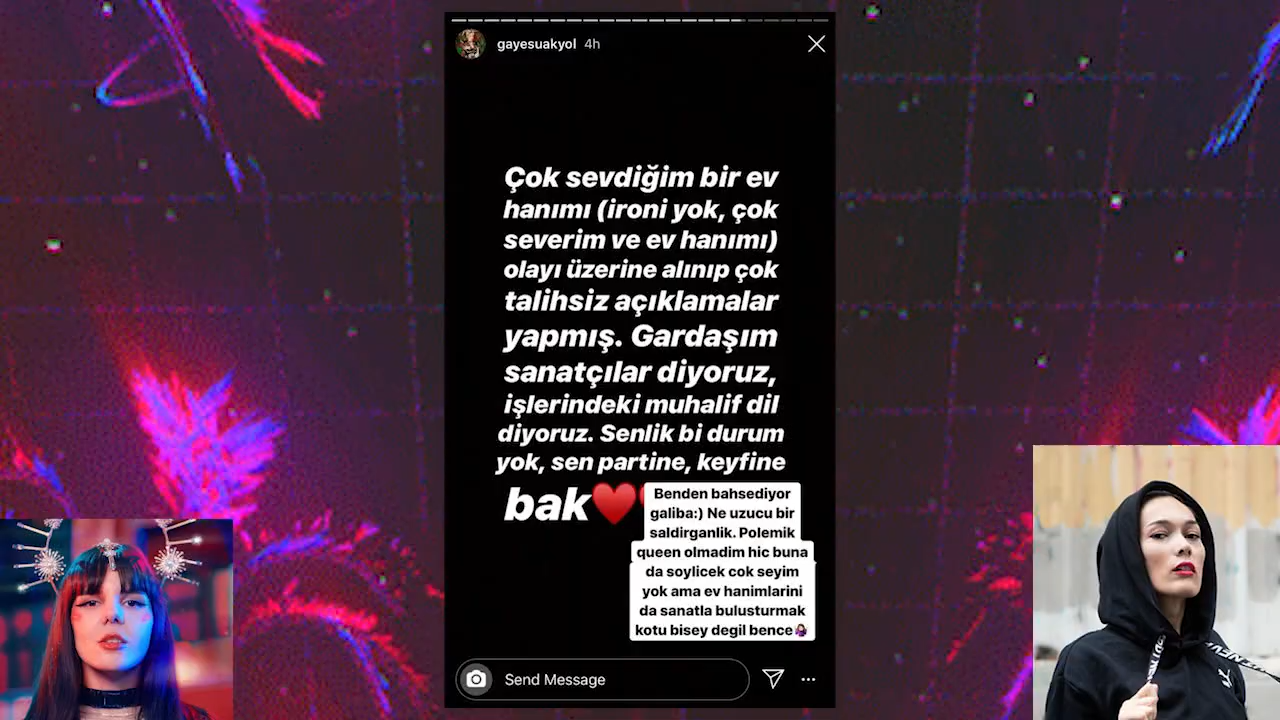 gayesuakyol 4h
Çok sevdiğim bir ev
hanımı (ironi yok, çok
severim ve ev hanımı)
olayı üzerine alınıp çok
talihsiz açıklamalar
yapmış. Gardaşım
sanatçılar diyoruz,
işlerindeki muhalif dil
diyoruz. Senlik bi durum
yok, sen partine, keyfine
bak❤️
Benden bahsediyor
galiba:) Ne uzucu bir
saldirganlik. Polemik
queen olmadim hic buna
da soylicek cok seyim
yok ama ev hanimlarini
da sanatla bulusturmak
kotu bisey degil bence🤷🏻‍♀️
Send Message